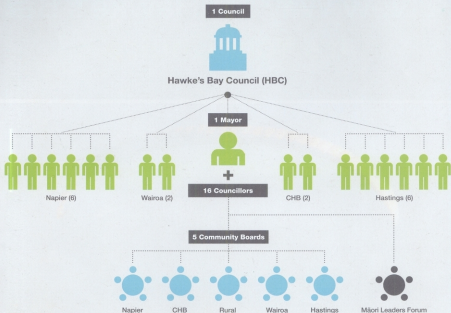 1 Council
Hawke's Bay Council (HBC)
1 Mayor
Napier (6)
Wairoa (2)
CHB (2)
Hastings (6)
16 Councillors
5 Community Boards
Napier
CHB
Rural
Wairoa
Hastings
Māori Leaders Forum